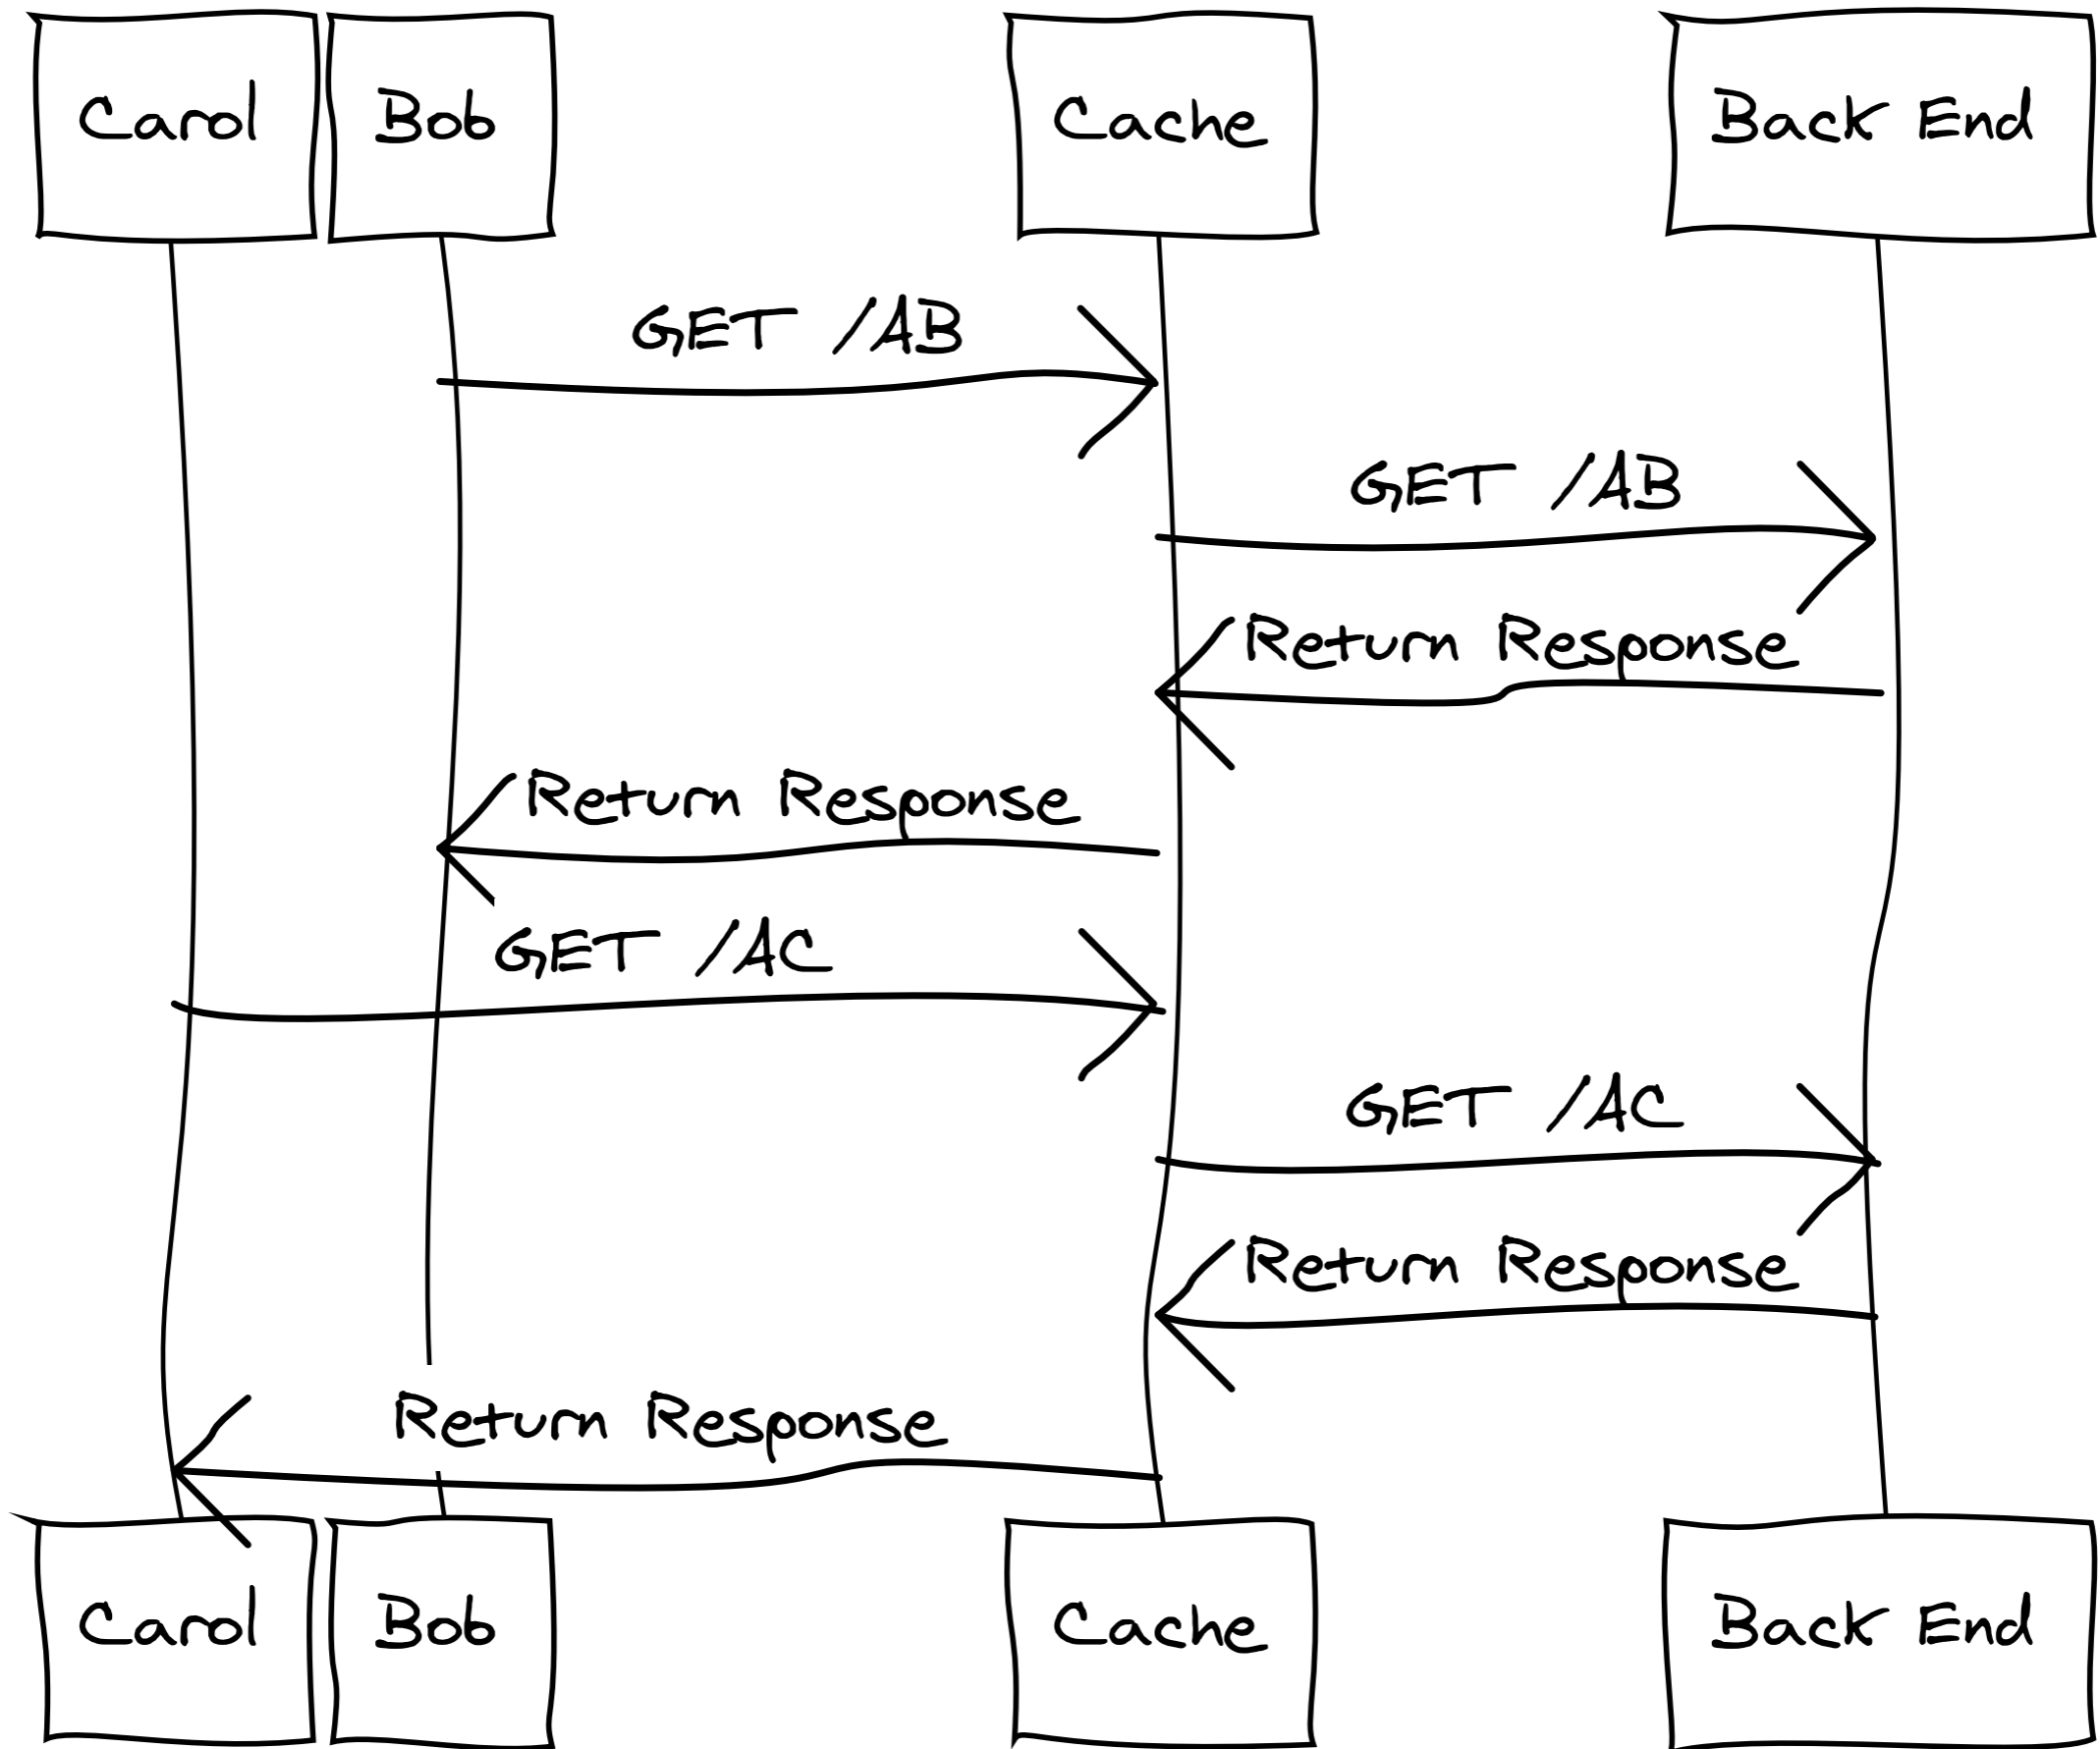 Carol Bob Cache Back End
GET /AB
GET /AB
Return Response
Return Response
GET /AC
GET /AC
Return Response
Return Response
Carol Bob Cache Back End